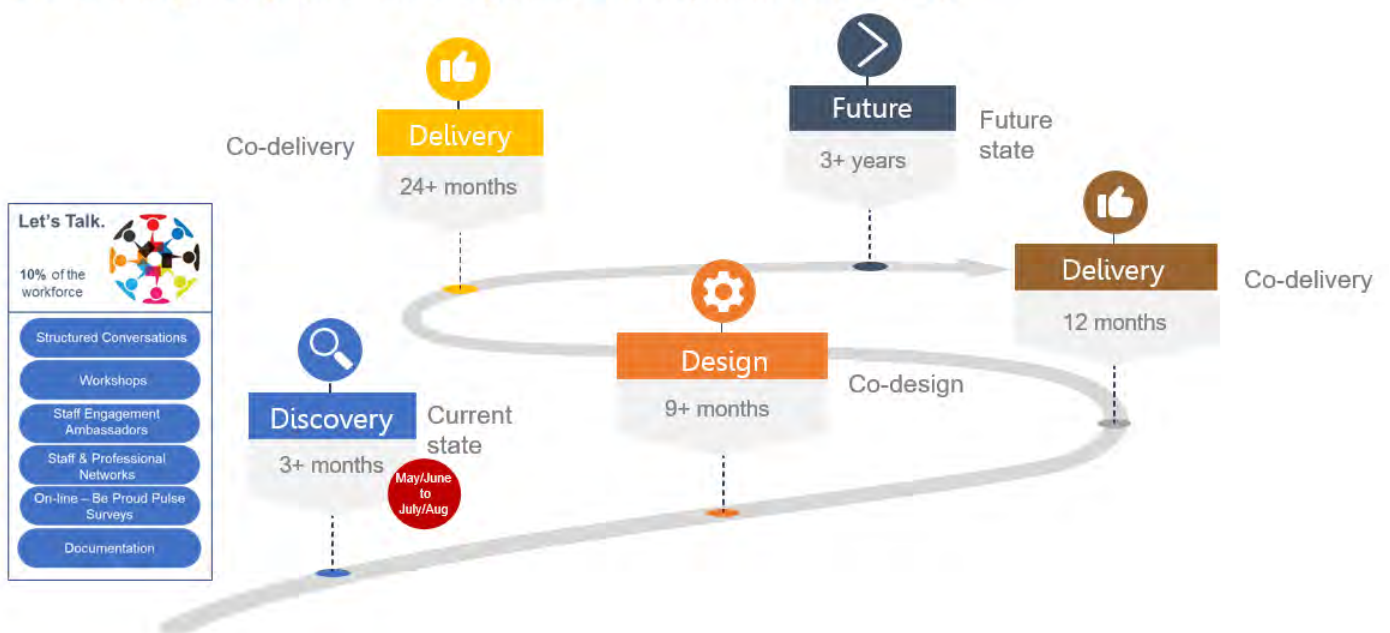 Let's Talk.
10% of the
workforce
Structured Conversations
Workshops
Staff Engagement
Ambassadors
Staff & Professional
Networks
On-line – Be Proud Pulse
Surveys
Documentation
Discovery
3+ months
Current
state
May/June
to
July/Aug
Design
9+ months
Co-design
Delivery
12 months
Co-delivery
Co-delivery
Delivery
24+ months
Future
3+ years
Future
state